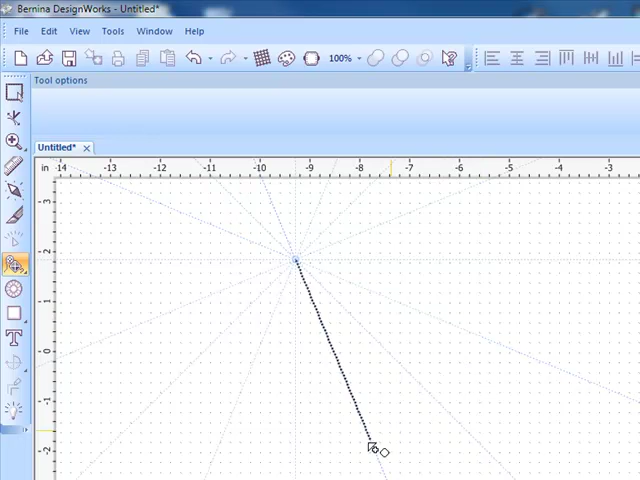 Bernina DesignWorks - Untitled*
File Edit View Tools Window Help
100%
Tool options
Untitled*
in -14 -13 -12 -11 -10 -9 -8 -7 -6 -5 -4 -3
3
2
1
0
-1
-2